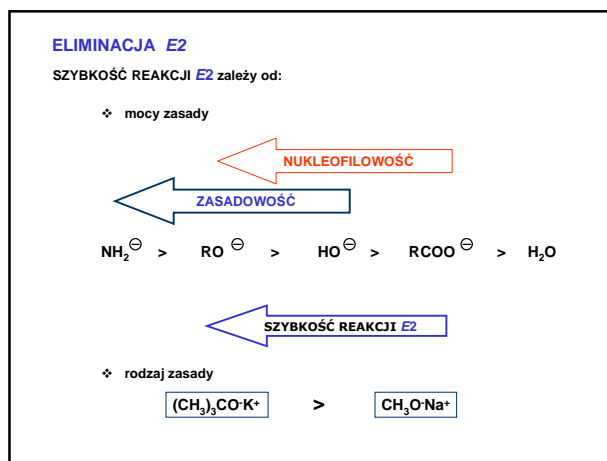 ELIMINACJA E2
SZYBKOŚĆ REAKCJI E2 zależy od:
❖ mocy zasady
NUKLEOFILOWOŚĆ
ZASADOWOŚĆ
NH₂⊖ > RO⊖ > HO⊖ > RCOO⊖ > H₂O
SZYBKOŚĆ REAKCJI E2
❖ rodzaj zasady
(CH₃)₃CO⁻K⁺ > CH₃O⁻Na⁺